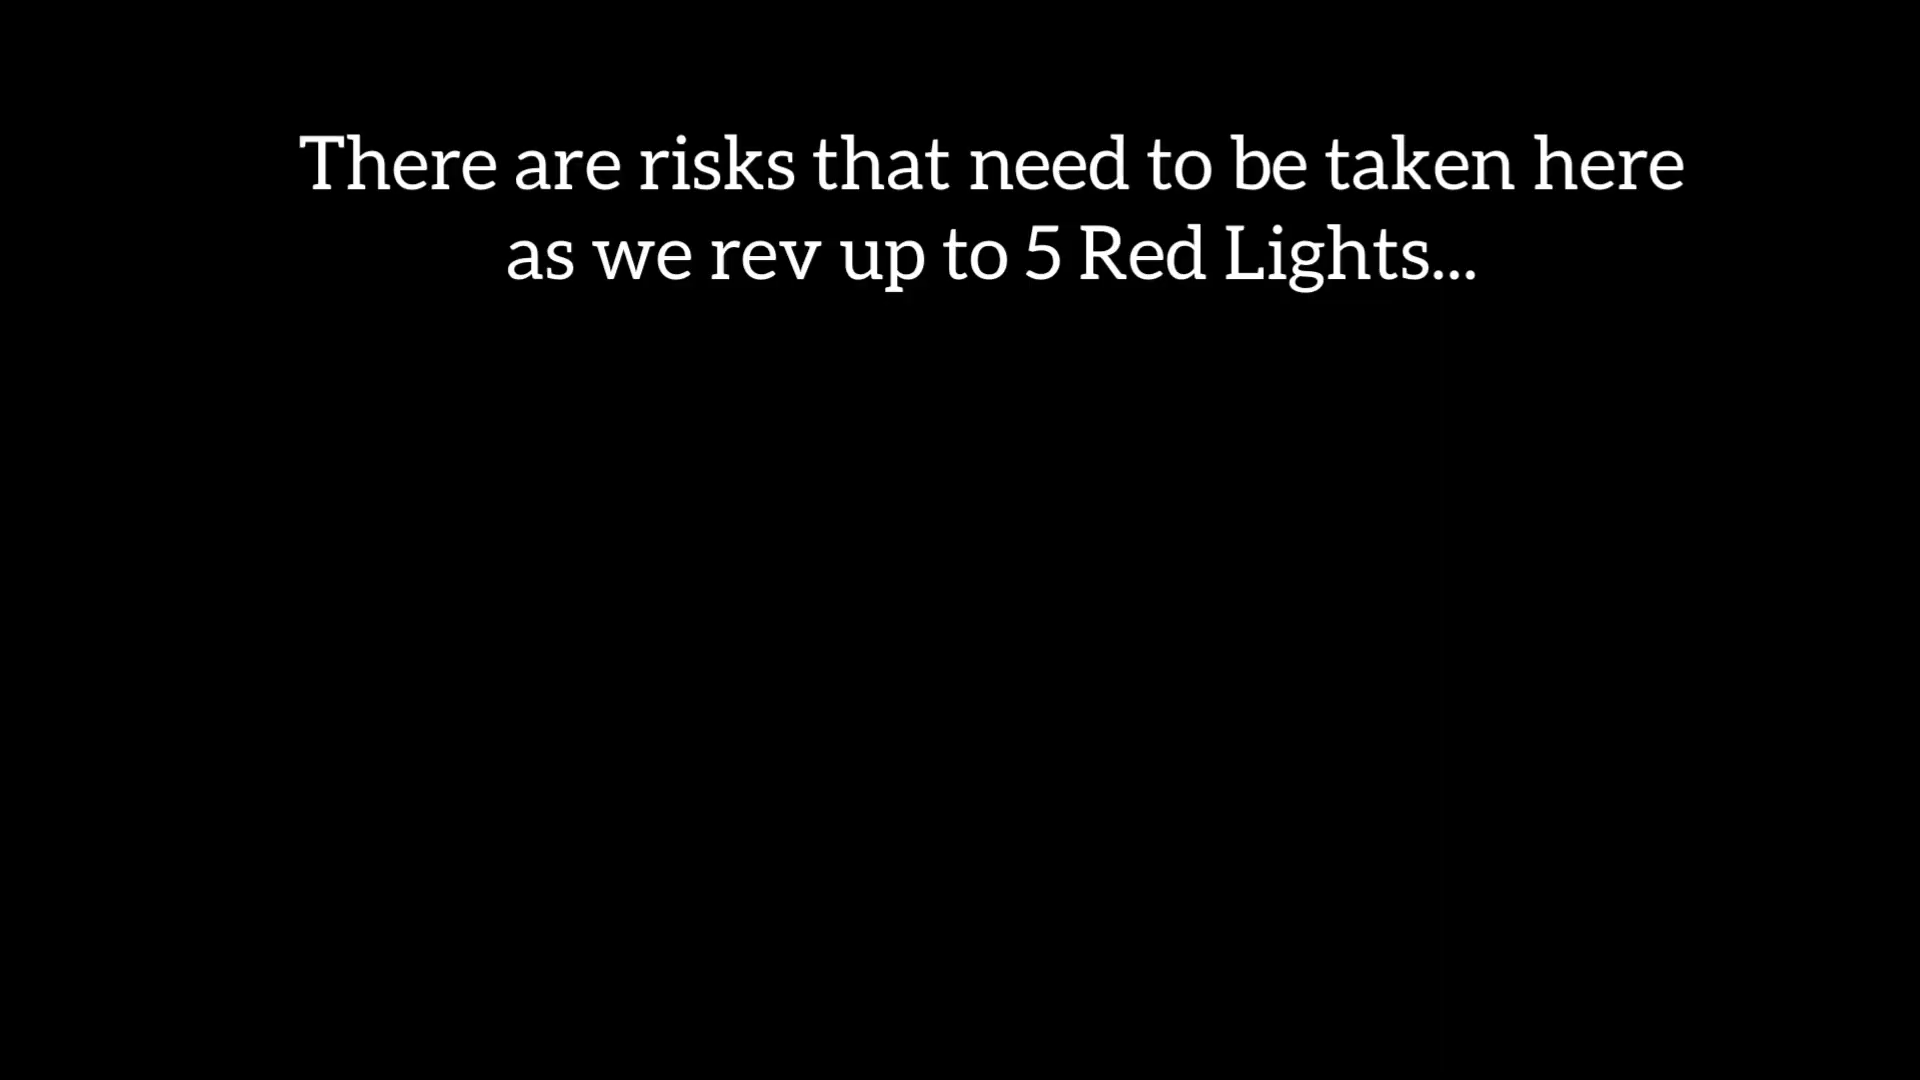 There are risks that need to be taken here
as we rev up to 5 Red Lights...